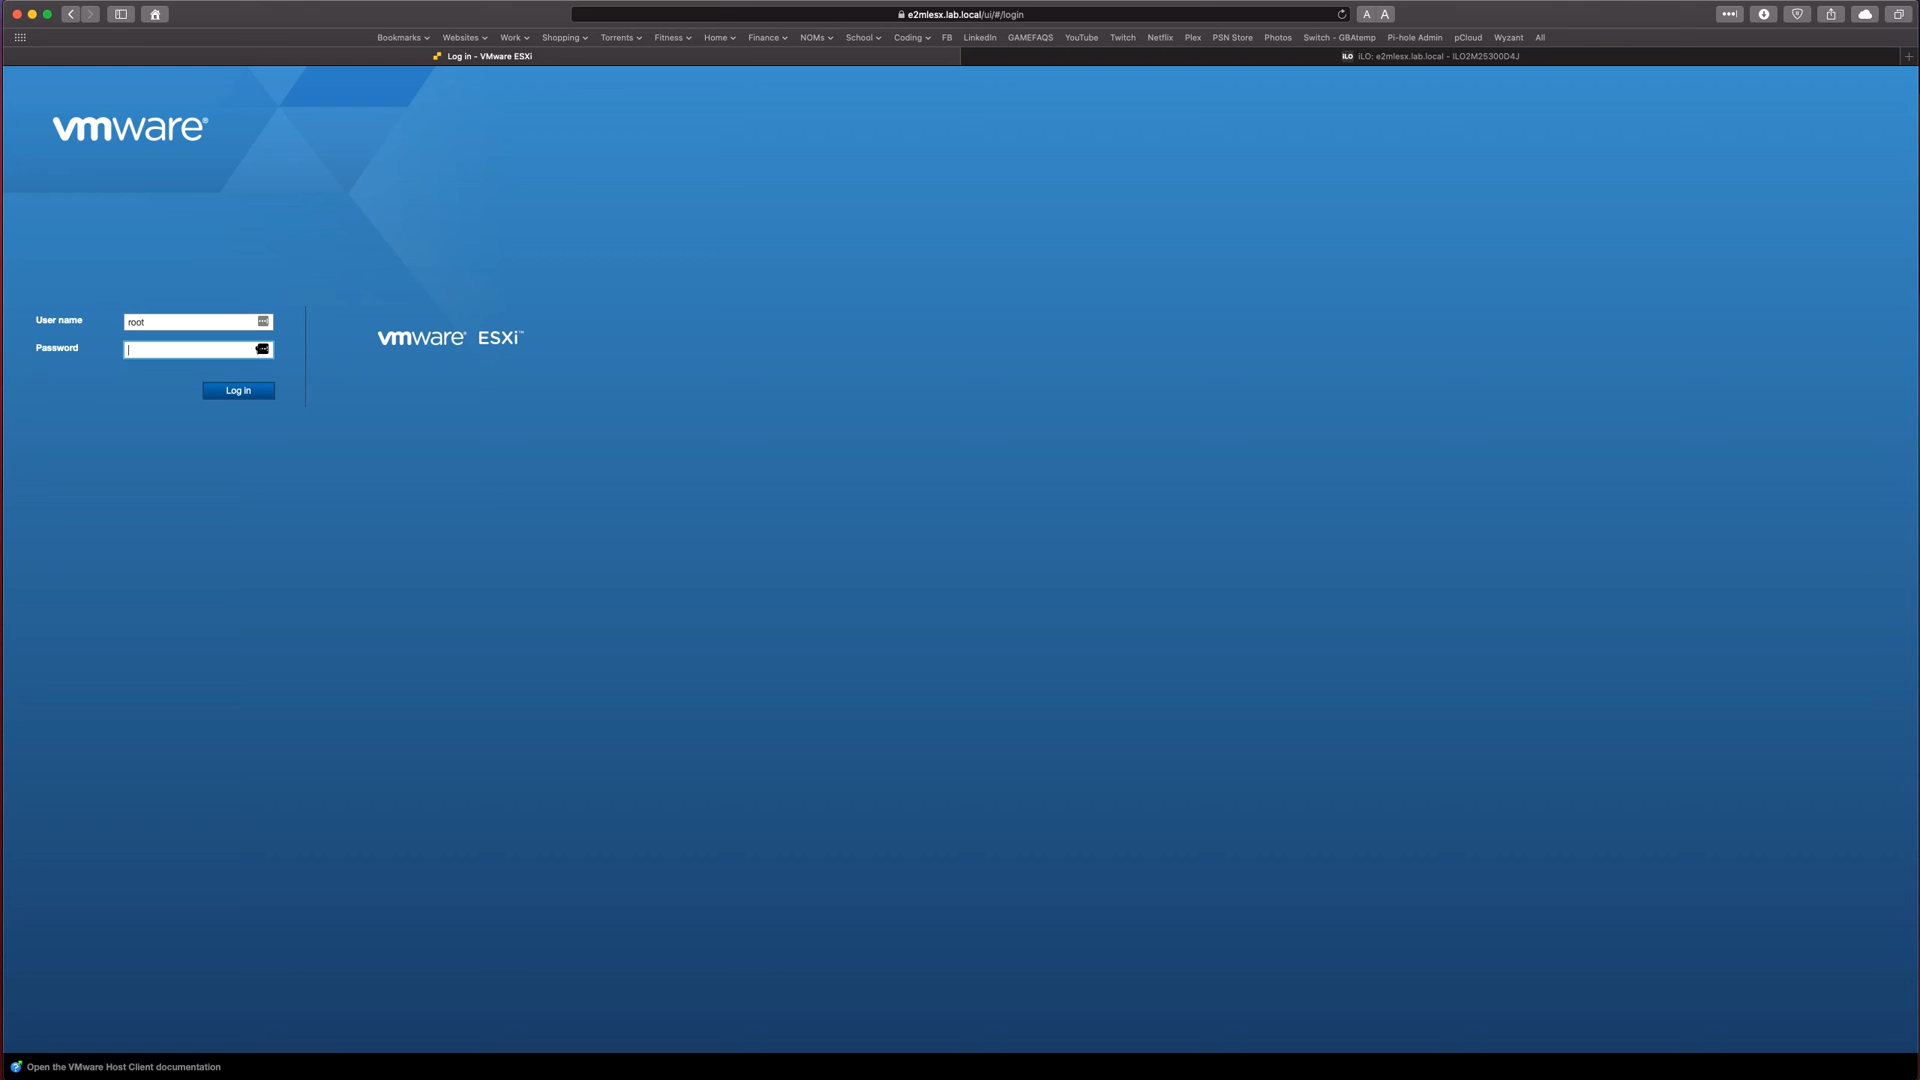 e2mlesx.lab.local/ui/#/login
A A
Bookmarks Websites Work Shopping Torrents Fitness Home Finance NOMs School Coding FB LinkedIn GAMEFAQS YouTube Twitch Netflix Plex PSN Store Photos Switch - GBAtemp Pi-hole Admin pCloud Wyzant All
Log in - VMware ESXi
iLO iLO: e2mlesx.lab.local - ILO2M25300D4J
vmware®
User name root
Password
vmware® ESXi™
Log in
Open the VMware Host Client documentation